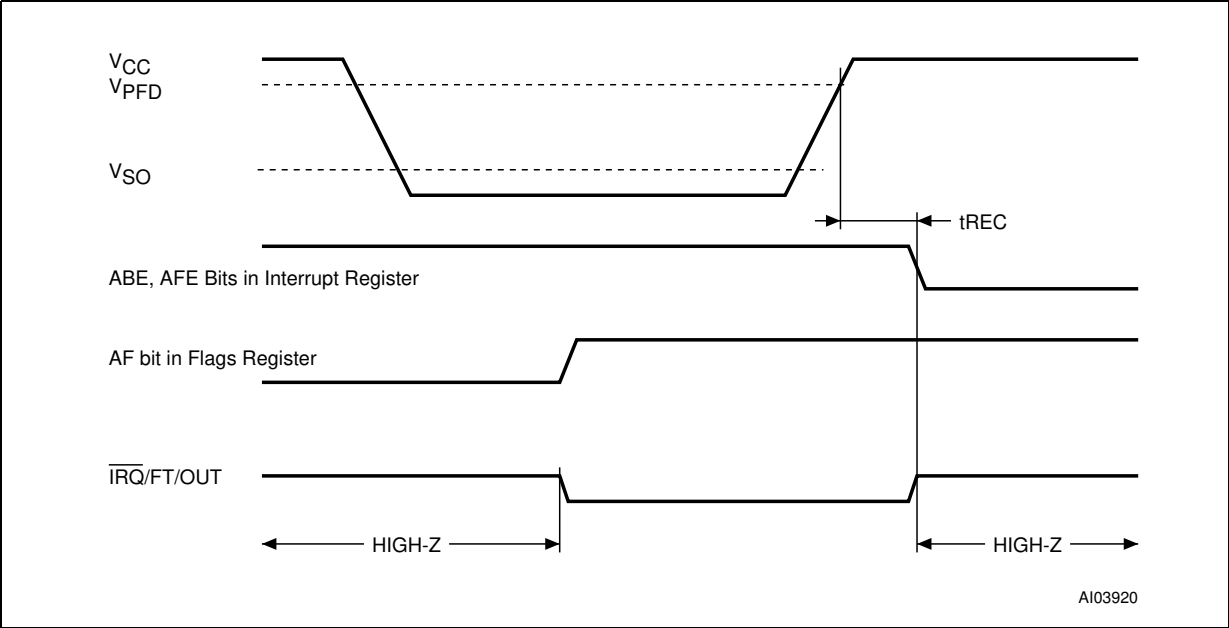 VCC
VPFD
VSO
tREC
ABE, AFE Bits in Interrupt Register
AF bit in Flags Register
IRQ/FT/OUT
HIGH-Z
HIGH-Z
AI03920